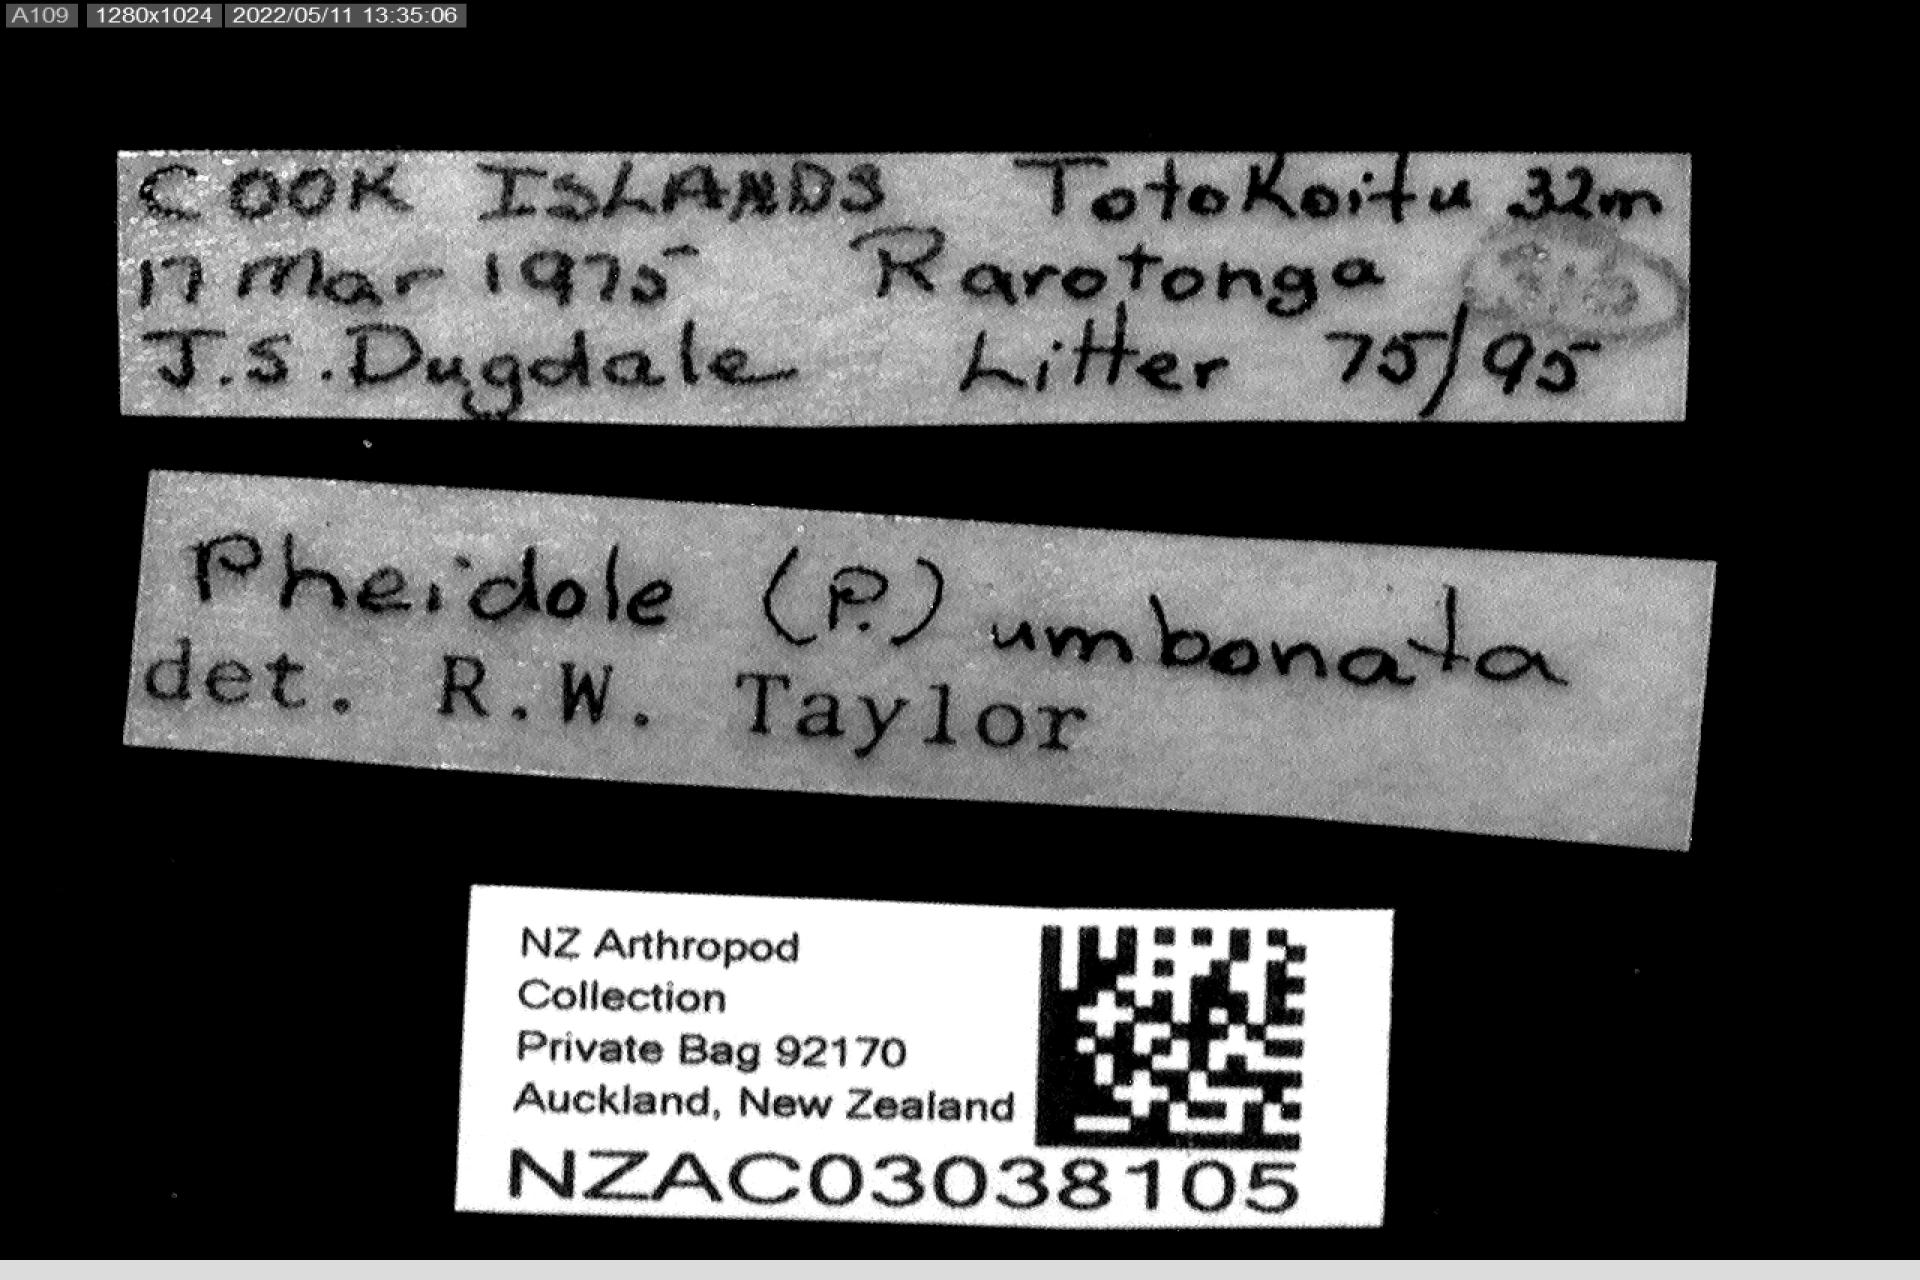 A109 1280x1024 2022/05/11 13:35:06
COOK ISLANDS Totokoitu 32m
17 Mar 1975 Rarotonga
J.S. Dugdale Litter 75/95
Pheidole (P.) umbonata
det. R.W. Taylor
NZ Arthropod
Collection
Private Bag 92170
Auckland, New Zealand
NZAC03038105